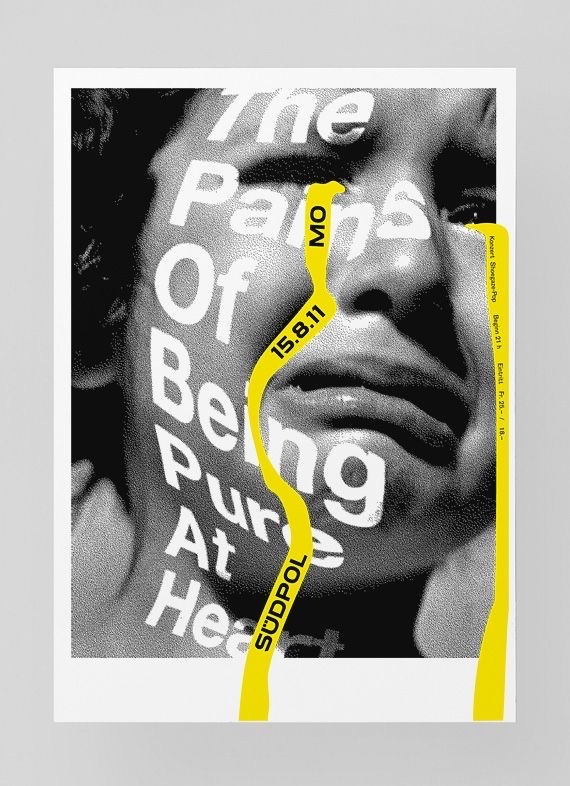 The
Pains
Of
Being
Pure
At
Heart
MO
15.8.11
SÜDPOL
Konzert Shoegaze-Pop Beginn 21 h Eintritt Fr. 25.– / 18.–